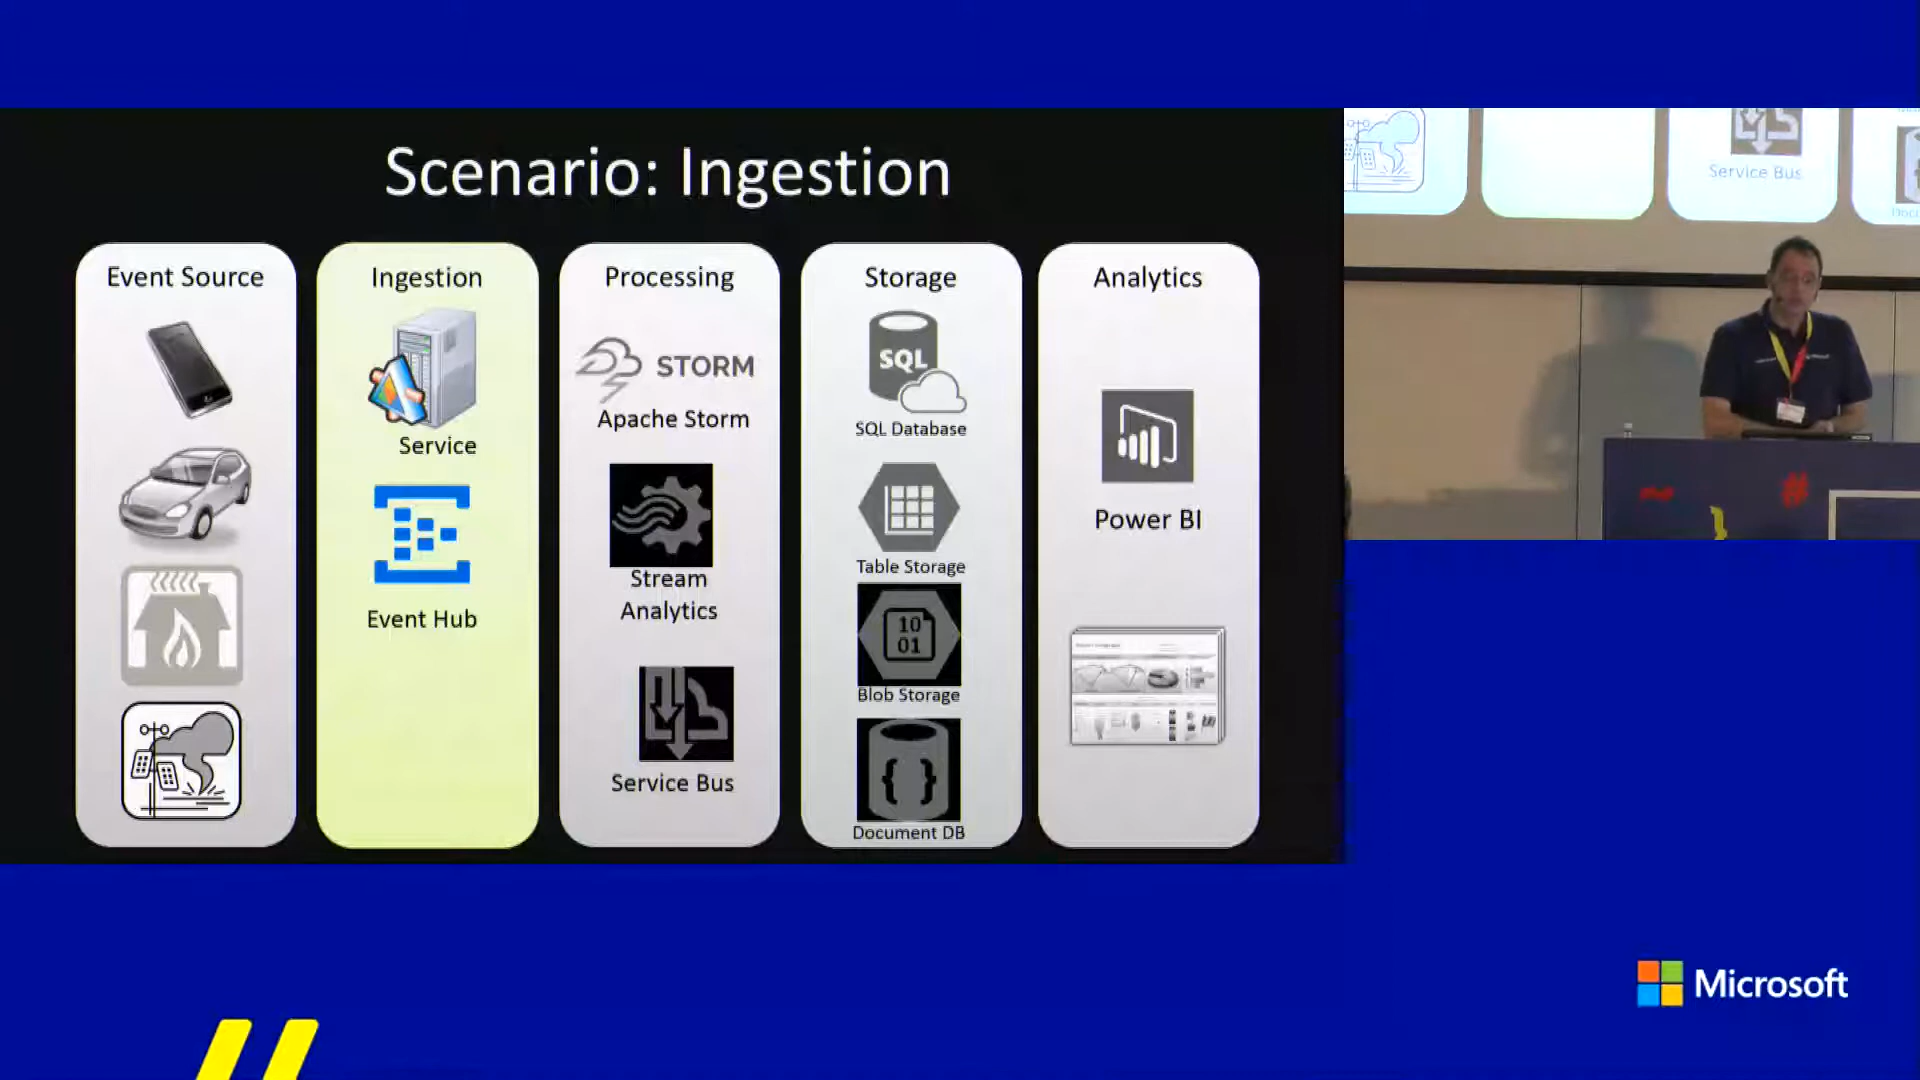 Scenario: Ingestion
Event Source
Ingestion
Service
Event Hub
Processing
STORM
Apache Storm
Stream
Analytics
Service Bus
Storage
SQL
SQL Database
Table Storage
10
01
Blob Storage
{ }
Document DB
Analytics
Power BI
Service Bus
#
}
Microsoft
//